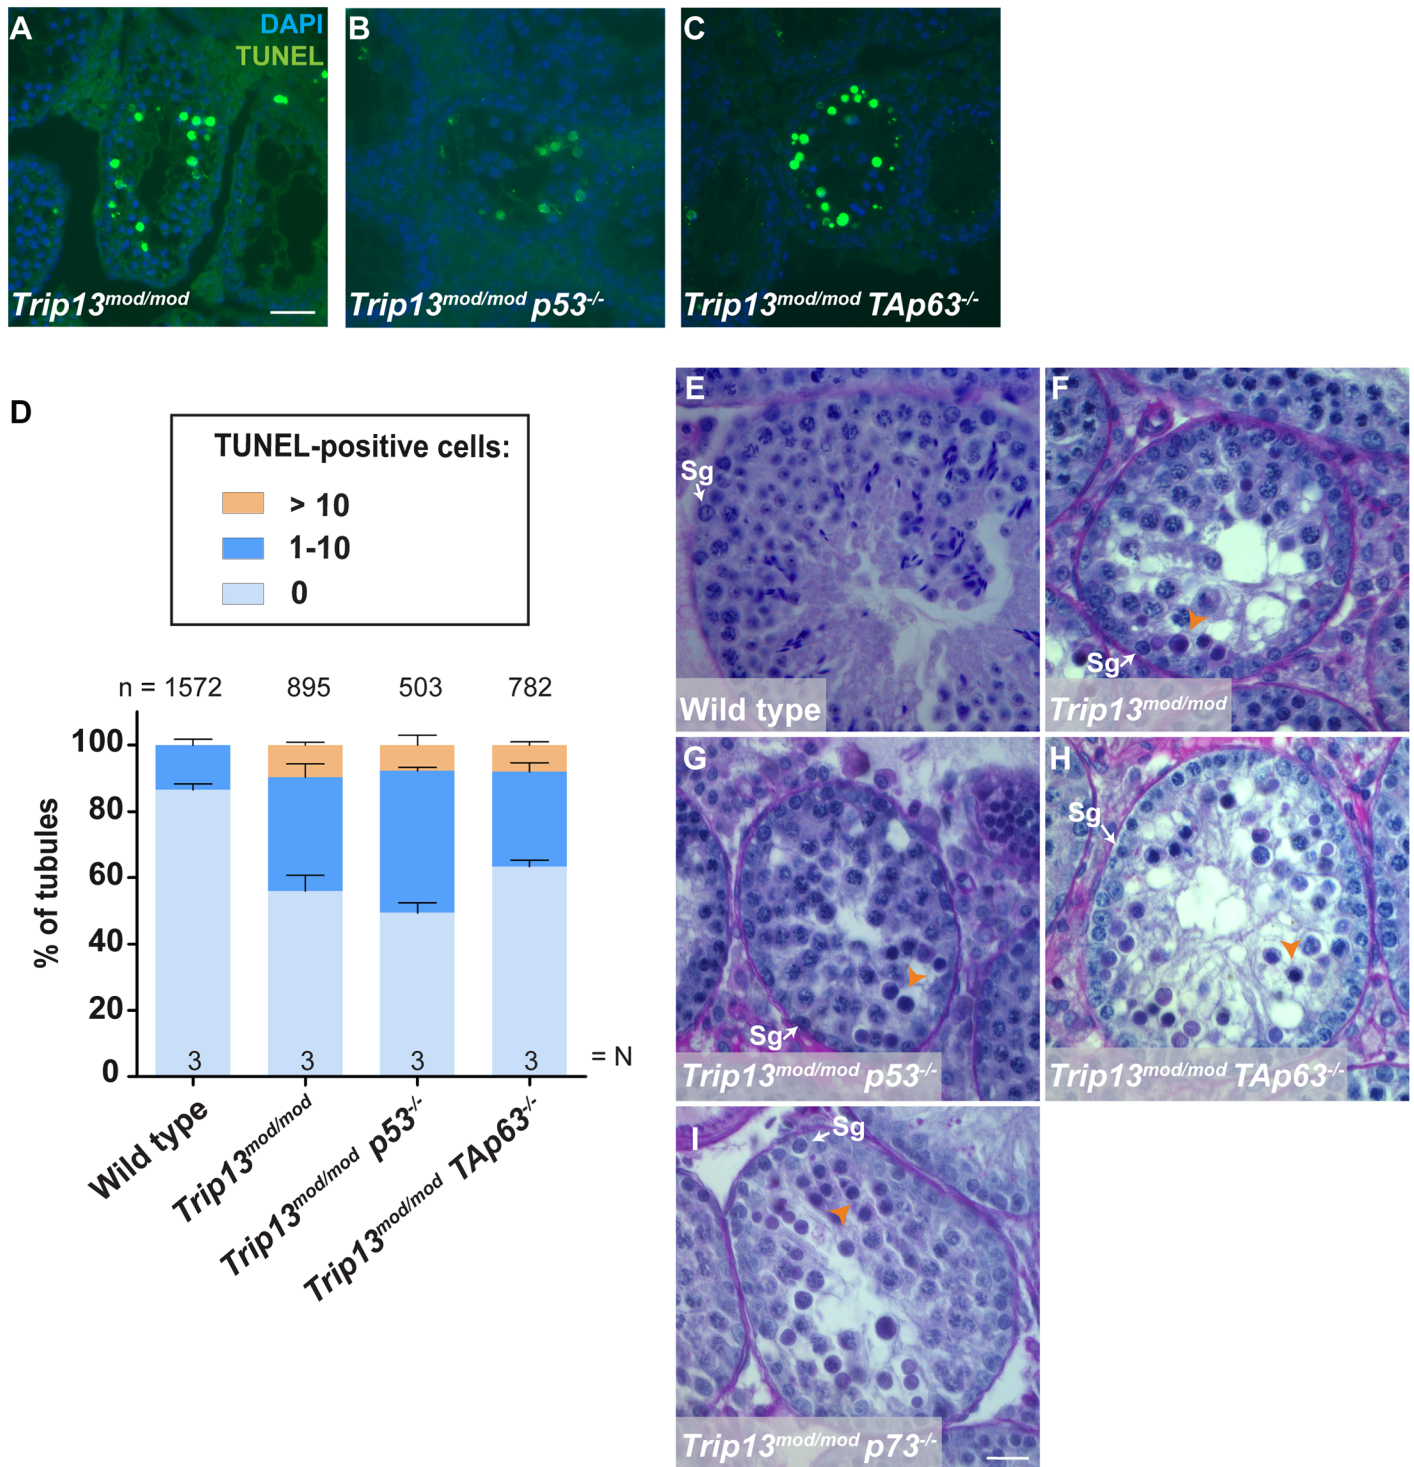 A
DAPI
TUNEL
Trip13mod/mod
B
Trip13mod/mod p53-/-
C
Trip13mod/mod TAp63-/-
D
TUNEL-positive cells:
> 10
1-10
0
n = 1572 895 503 782
100
80
60
40
20
0
% of tubules
3 3 3 3 = N
Wild type
Trip13mod/mod
Trip13mod/mod p53-/-
Trip13mod/mod TAp63-/-
E
Sg
Wild type
F
Sg
Trip13mod/mod
G
Sg
Trip13mod/mod p53-/-
H
Sg
Trip13mod/mod TAp63-/-
I
Sg
Trip13mod/mod p73-/-